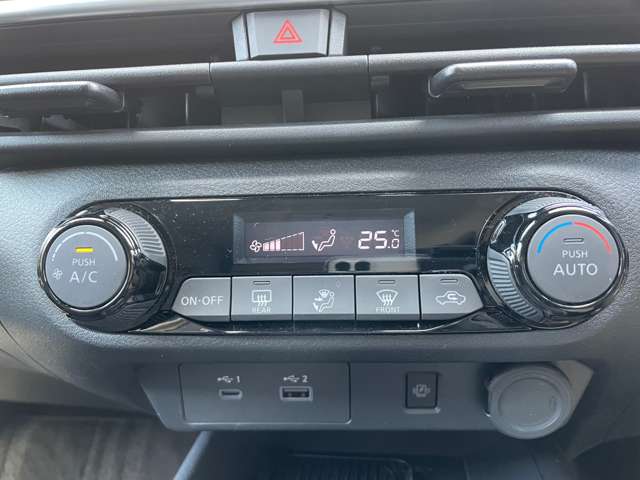 25.0 °C
PUSH
A/C
PUSH
AUTO
ON·OFF
REAR
FRONT
1
2